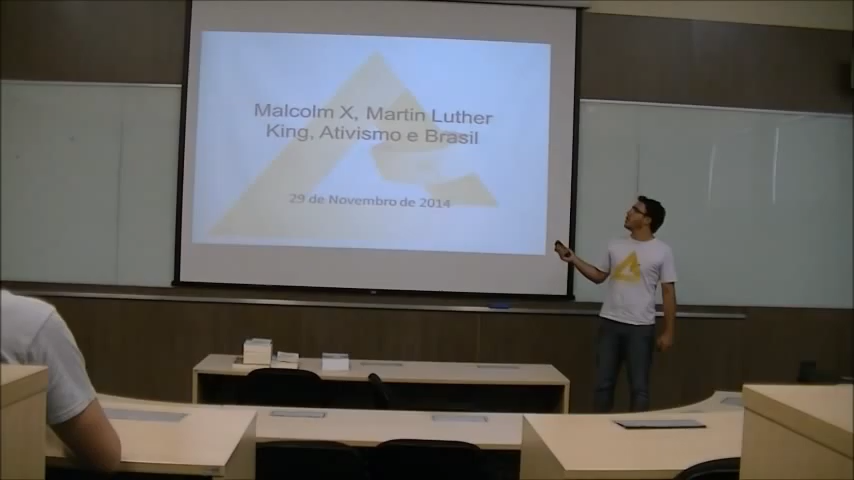 Malcolm X, Martin Luther
King, Ativismo e Brasil
29 de Novembro de 2014